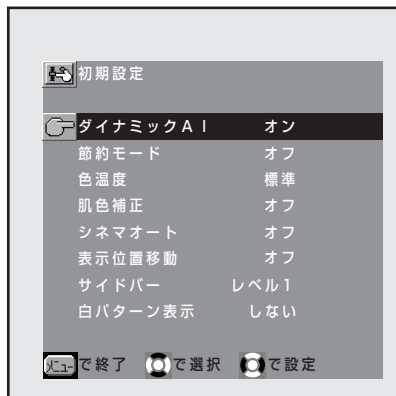 初期設定
ダイナミックAI オン
節約モード オフ
色温度 標準
肌色補正 オフ
シネマオート オフ
表示位置移動 オフ
サイドバー レベル1
白パターン表示 しない
メニューで終了 で選択 で設定